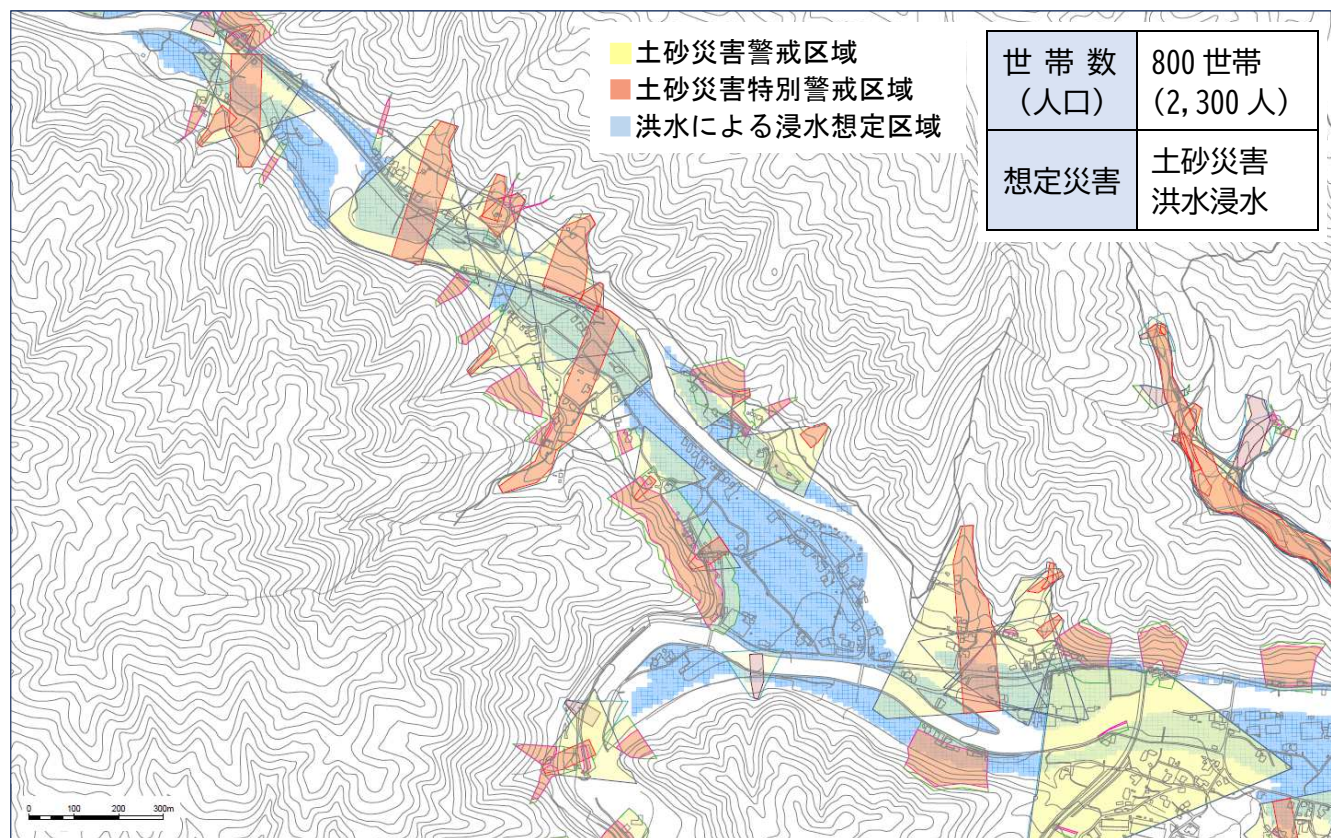 土砂災害警戒区域
土砂災害特別警戒区域
洪水による浸水想定区域
世帯数
（人口）
800世帯
（2,300人）
想定災害
土砂災害
洪水浸水
0 100 200 300m